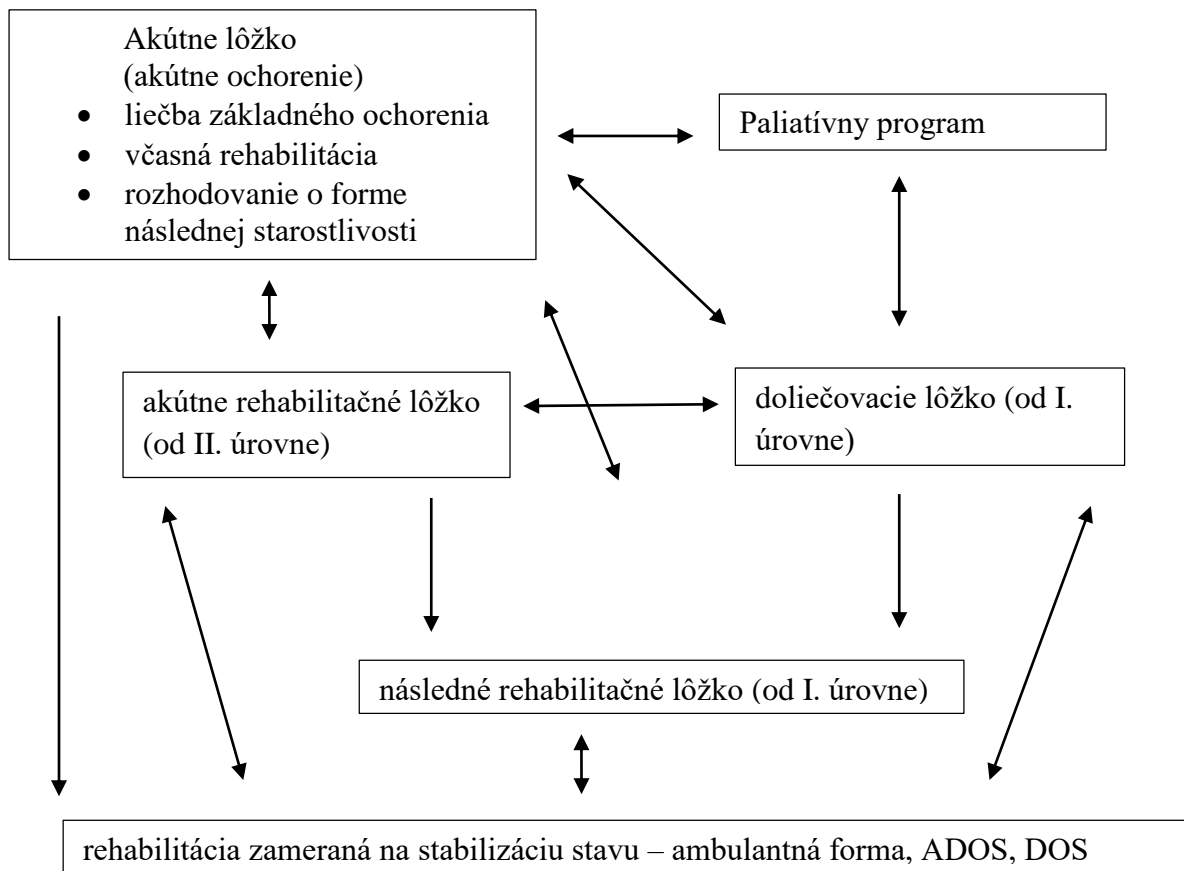 Akútne lôžko
(akútne ochorenie)
• liečba základného ochorenia
• včasná rehabilitácia
• rozhodovanie o forme
následnej starostlivosti
Paliatívny program
akútne rehabilitačné lôžko
(od II. úrovne)
doliečovacie lôžko (od I.
úrovne)
následné rehabilitačné lôžko (od I. úrovne)
rehabilitácia zameraná na stabilizáciu stavu – ambulantná forma, ADOS, DOS